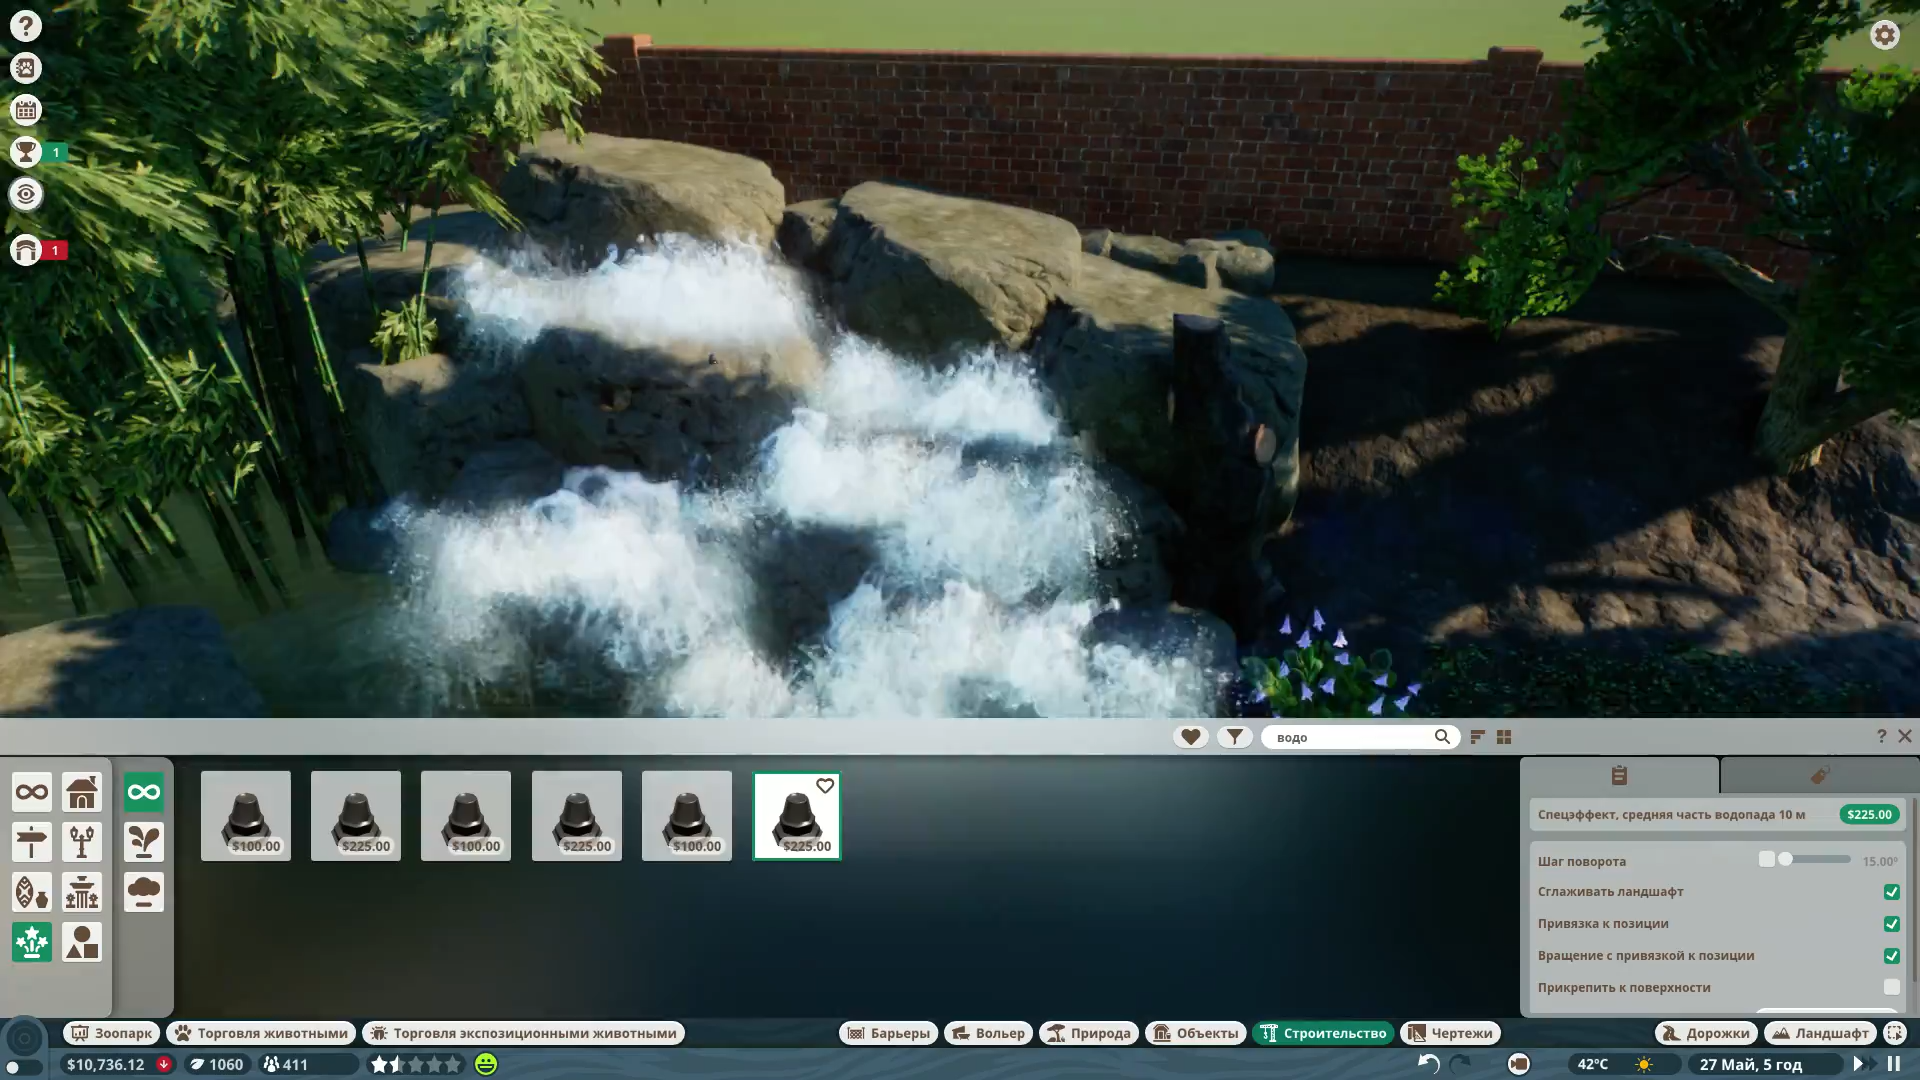 ?
1
1
водо
?
$100.00
$225.00
$100.00
$225.00
$100.00
$225.00
Спецэффект, средняя часть водопада 10 м
$225.00
Шаг поворота
15.00°
Сглаживать ландшафт
Привязка к позиции
Вращение с привязкой к позиции
Прикрепить к поверхности
Зоопарк
Торговля животными
Торговля экспозиционными животными
Барьеры
Вольер
Природа
Объекты
Строительство
Чертежи
Дорожки
Ландшафт
$10,736.12
1060
411
42°C
27 Май, 5 год